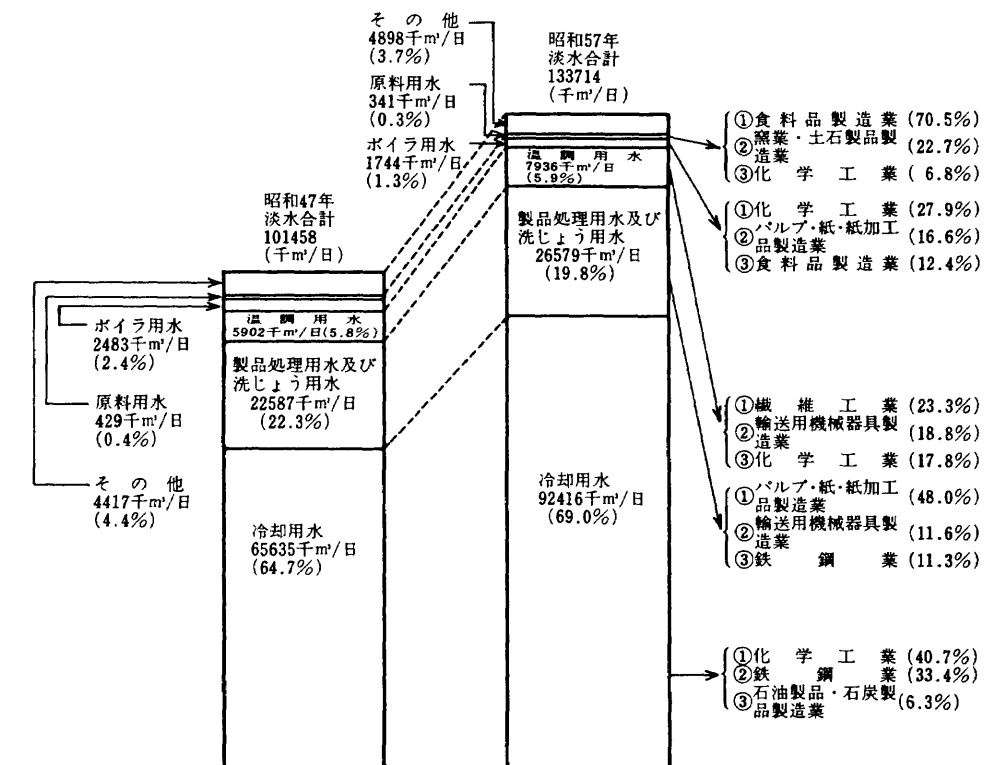 その他
4898千m³/日
(3.7%)
原料用水
341千m³/日
(0.3%)
ボイラ用水
1744千m³/日
(1.3%)
昭和57年
淡水合計
133714
(千m³/日)
温調用水
7936千m³/日
(5.9%)
製品処理用水及び
洗じょう用水
26579千m³/日
(19.8%)
冷却用水
92416千m³/日
(69.0%)
昭和47年
淡水合計
101458
(千m³/日)
温調用水
5902千m³/日(5.8%)
製品処理用水及び
洗じょう用水
22587千m³/日
(22.3%)
冷却用水
65635千m³/日
(64.7%)
ボイラ用水
2483千m³/日
(2.4%)
原料用水
429千m³/日
(0.4%)
その他
4417千m³/日
(4.4%)
①食料品製造業(70.5%)
②窯業・土石製品製
造業(22.7%)
③化学工業(6.8%)
①化学工業(27.9%)
②パルプ・紙・紙加工
品製造業(16.6%)
③食料品製造業(12.4%)
①繊維工業(23.3%)
②輸送用機械器具製
造業(18.8%)
③化学工業(17.8%)
①パルプ・紙・紙加工
品製造業(48.0%)
②輸送用機械器具製
造業(11.6%)
③鉄鋼業(11.3%)
①化学工業(40.7%)
②鉄鋼業(33.4%)
③石油製品・石炭製
品製造業(6.3%)